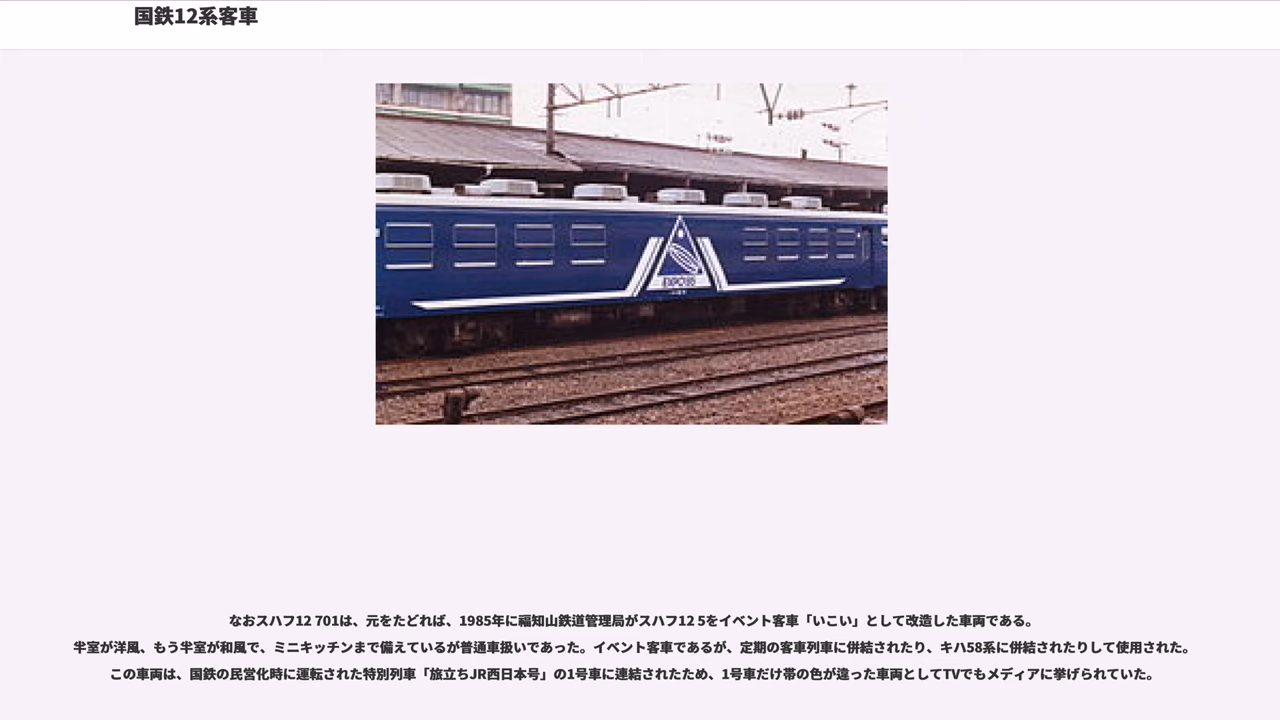 国鉄12系客車
なおスハフ12 701は、元をたどれば、1985年に福知山鉄道管理局がスハフ12 5をイベント客車「いこい」として改造した車両である。
半室が洋風、もう半室が和風で、ミニキッチンまで備えているが普通車扱いであった。イベント客車であるが、定期の客車列車に併結されたり、キハ58系に併結されたりして使用された。
この車両は、国鉄の民営化時に運転された特別列車「旅立ちJR西日本号」の1号車に連結されたため、1号車だけ帯の色が違った車両としてTVでもメディアに挙げられていた。